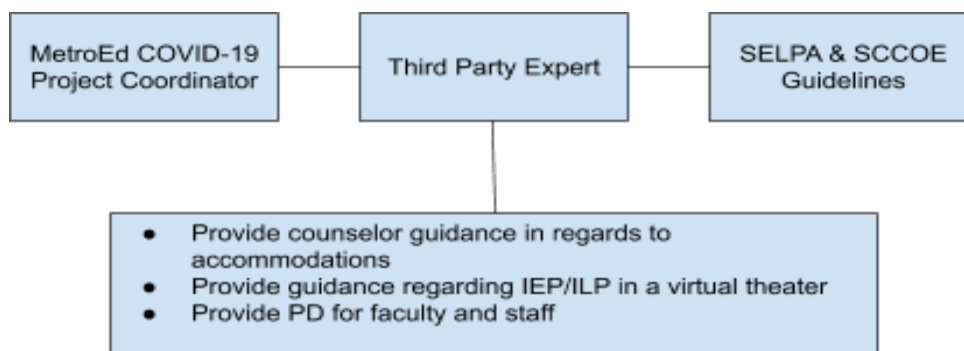 MetroEd COVID-19
Project Coordinator
Third Party Expert
SELPA & SCCOE
Guidelines
● Provide counselor guidance in regards to
accommodations
● Provide guidance regarding IEP/ILP in a virtual theater
● Provide PD for faculty and staff